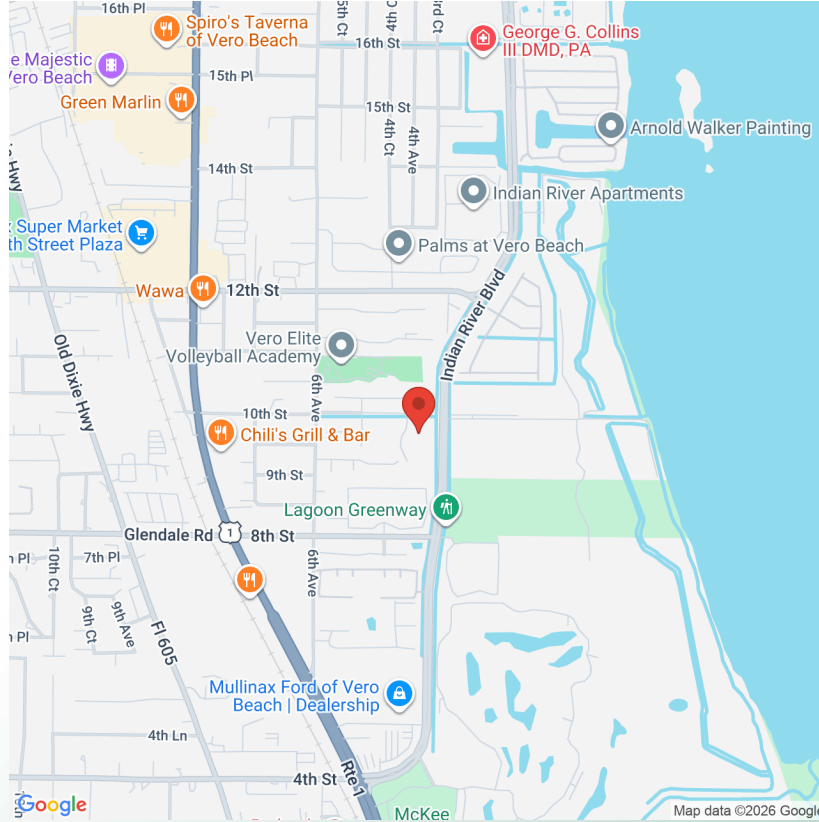 16th Pl
Spiro's Taverna
of Vero Beach
5th Ct
4th C
3rd Ct
16th St
George G. Collins
III DMD, PA
e Majestic
Vero Beach
15th Pl
Green Marlin
15th St
4th Ct
4th Ave
Arnold Walker Painting
Hwy
14th St
Indian River Apartments
x Super Market
th Street Plaza
Palms at Vero Beach
Wawa
12th St
Indian River Blvd
Vero Elite
Volleyball Academy
Old Dixie Hwy
6th Ave
10th St
Chili's Grill & Bar
9th St
Lagoon Greenway
Glendale Rd
1
8th St
Pl
10th Ct
7th Pl
6th Ave
9th Ct
9th Ave
Fl 605
Pl
Mullinax Ford of Vero
Beach | Dealership
4th Ln
4th St
Rte 1
Google
McKee
Map data ©2026 Google